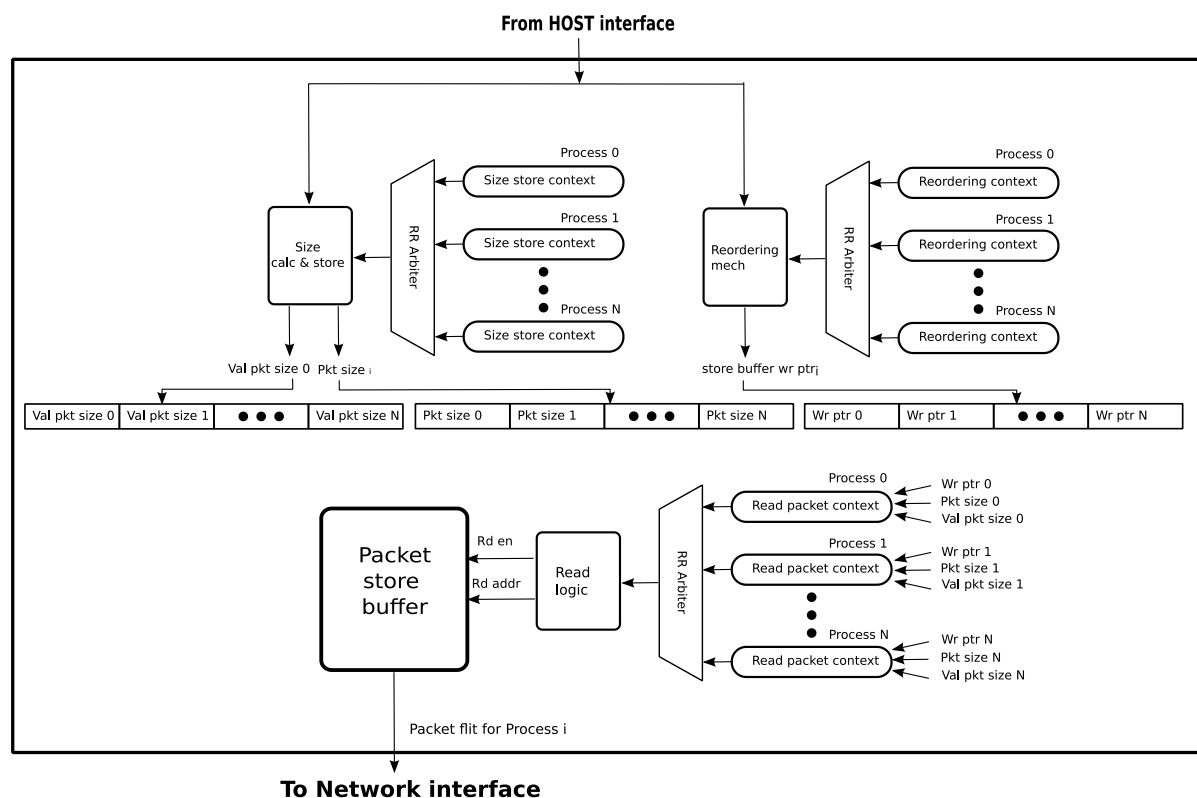 From HOST interface
Process 0
Size store context
Process 1
Size store context
Process N
Size store context
RR Arbiter
Size
calc & store
Process 0
Reordering context
Process 1
Reordering context
Process N
Reordering context
RR Arbiter
Reordering
mech
Val pkt size 0
Pkt size i
store buffer wr ptri
Val pkt size 0
Val pkt size 1
Val pkt size N
Pkt size 0
Pkt size 1
Pkt size N
Wr ptr 0
Wr ptr 1
Wr ptr N
Packet
store
buffer
Rd en
Rd addr
Read
logic
RR Arbiter
Process 0
Read packet context
Wr ptr 0
Pkt size 0
Val pkt size 0
Process 1
Read packet context
Wr ptr 1
Pkt size 1
Val pkt size 1
Process N
Read packet context
Wr ptr N
Pkt size N
Val pkt size N
Packet flit for Process i
To Network interface